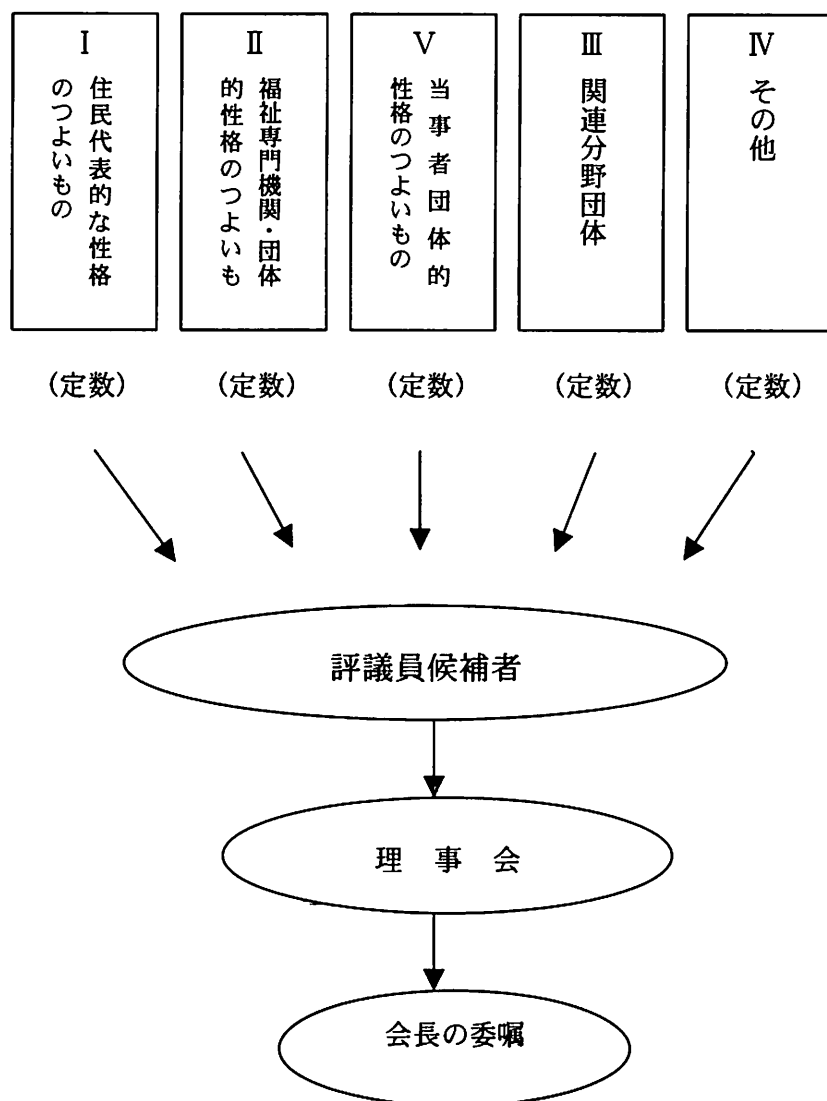 Ⅰ
住民代表的な性格
のつよいもの
Ⅱ
福祉専門機関・団体
的性格のつよいも
Ⅴ
当事者団体的
性格のつよいもの
Ⅲ
関連分野団体
Ⅳ
その他
(定数)
(定数)
(定数)
(定数)
(定数)
評議員候補者
理 事 会
会長の委嘱